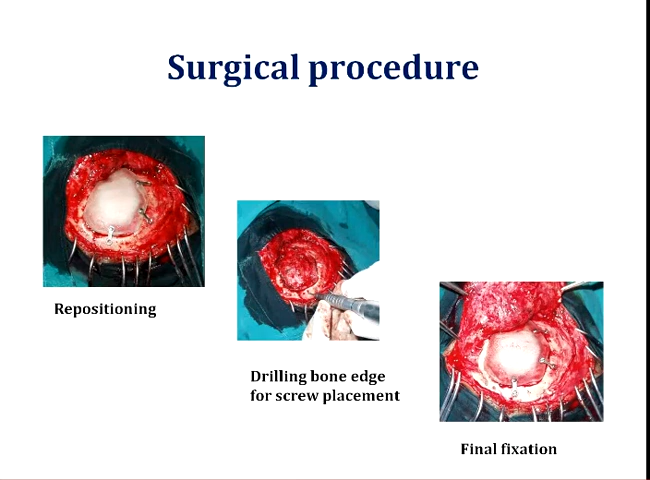 Surgical procedure
Repositioning
Drilling bone edge
for screw placement
Final fixation